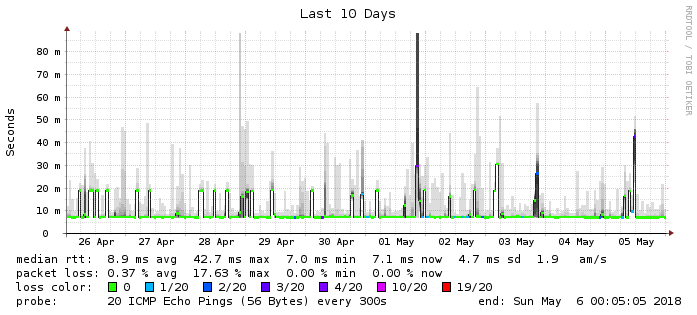 Last 10 Days
RRDTOOL / TOBI OETIKER
Seconds
80 m
70 m
60 m
50 m
40 m
30 m
20 m
10 m
0
26 Apr 27 Apr 28 Apr 29 Apr 30 Apr 01 May 02 May 03 May 04 May 05 May
median rtt: 8.9 ms avg 42.7 ms max 7.0 ms min 7.1 ms now 4.7 ms sd 1.9 am/s
packet loss: 0.37 % avg 17.63 % max 0.00 % min 0.00 % now
loss color: 0 1/20 2/20 3/20 4/20 10/20 19/20
probe: 20 ICMP Echo Pings (56 Bytes) every 300s end: Sun May 6 00:05:05 2018